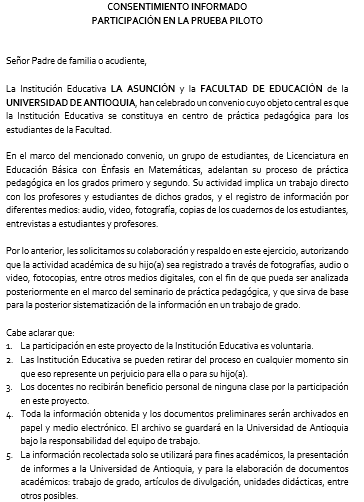 CONSENTIMIENTO INFORMADO
PARTICIPACIÓN EN LA PRUEBA PILOTO
Señor Padre de familia o acudiente,
La Institución Educativa LA ASUNCIÓN y la FACULTAD DE EDUCACIÓN de la
UNIVERSIDAD DE ANTIOQUIA, han celebrado un convenio cuyo objeto central es que
la Institución Educativa se constituya en centro de práctica pedagógica para los
estudiantes de la Facultad.
En el marco del mencionado convenio, un grupo de estudiantes, de Licenciatura en
Educación Básica con Énfasis en Matemáticas, adelantan su proceso de práctica
pedagógica en los grados primero y segundo. Su actividad implica un trabajo directo
con los profesores y estudiantes de dichos grados, y el registro de información por
diferentes medios: audio, video, fotografía, copias de los cuadernos de los estudiantes,
entrevistas a estudiantes y profesores.
Por lo anterior, les solicitamos su colaboración y respaldo en este ejercicio, autorizando
que la actividad académica de su hijo(a) sea registrado a través de fotografías, audio o
video, fotocopias, entre otros medios digitales, con el fin de que pueda ser analizada
posteriormente en el marco del seminario de práctica pedagógica, y que sirva de base
para la posterior sistematización de la información en un trabajo de grado.
Cabe aclarar que:
1. La participación en este proyecto de la Institución Educativa es voluntaria.
2. Las Institución Educativa se pueden retirar del proceso en cualquier momento sin
que eso represente un perjuicio para ella o para su hijo(a).
3. Los docentes no recibirán beneficio personal de ninguna clase por la participación
en este proyecto.
4. Toda la información obtenida y los documentos preliminares serán archivados en
papel y medio electrónico. El archivo se guardará en la Universidad de Antioquia
bajo la responsabilidad del equipo de trabajo.
5. La información recolectada solo se utilizará para fines académicos, la presentación
de informes a la Universidad de Antioquia, y para la elaboración de documentos
académicos: trabajo de grado, artículos de divulgación, unidades didácticas, entre
otros posibles.